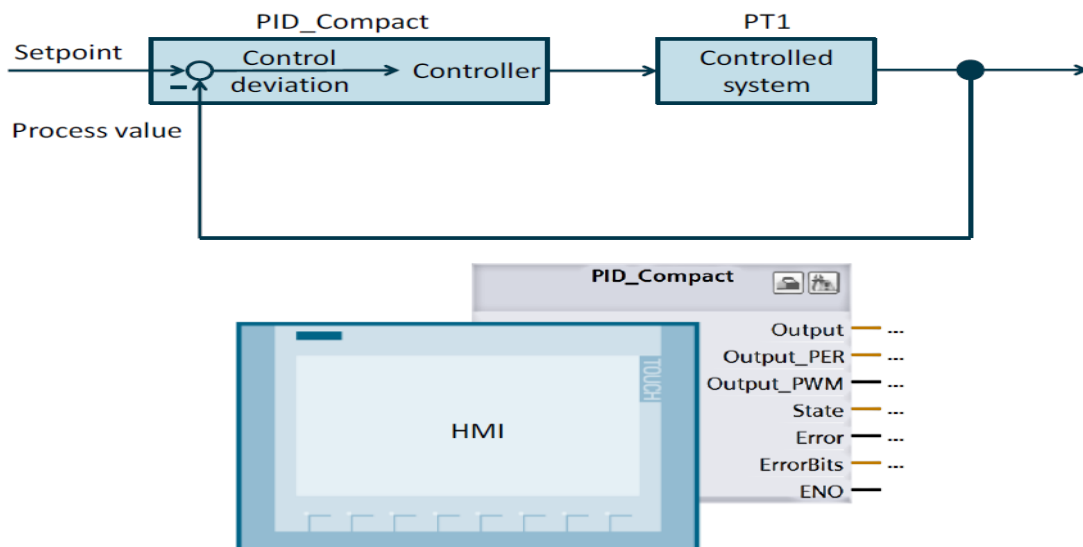 PID_Compact
PT1
Setpoint
Control
deviation
Controller
Controlled
system
Process value
PID_Compact
Output
Output_PER
Output_PWM
State
Error
ErrorBits
ENO
---
---
---
---
---
---
TOUCH
HMI